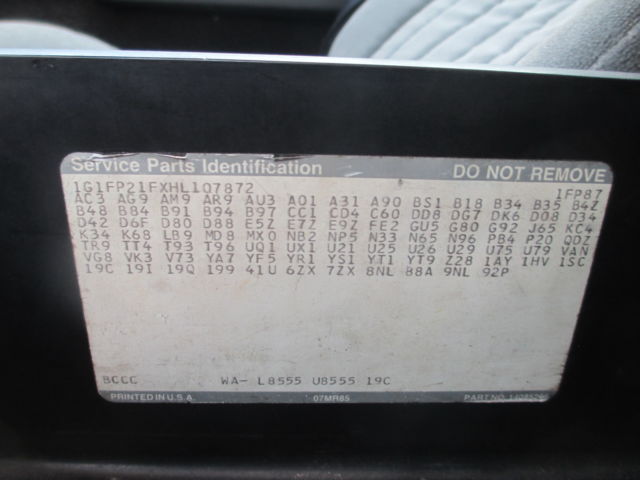 Service Parts Identification DO NOT REMOVE
1G1FP21FXHL107872 1FP87
AC3 AG9 AM9 AR9 AU3 A01 A31 A90 BS1 B18 B34 B35 B4Z
B48 B84 B91 B94 B97 CC1 CD4 C60 DD8 DG7 DK6 D08 D34
D42 D6F D80 D88 E5Z E7Z E9Z FE2 GU5 G80 G92 J65 KC4
K34 K68 LB9 MD8 MX0 NB2 NP5 N33 N65 N96 PB4 P20 QDZ
TR9 TT4 T93 T96 UQ1 UX1 U21 U25 U26 U29 U75 U79 VAN
VG8 VK3 V73 YA7 YF5 YR1 YS1 YT1 YT9 Z28 1AY 1HV 1SC
19C 19I 19Q 199 41U 6ZX 7ZX 8NL 88A 9NL 92P
BCCC WA- L8555 U8555 19C
PRINTED IN U.S.A. 07MR85 PART NO.